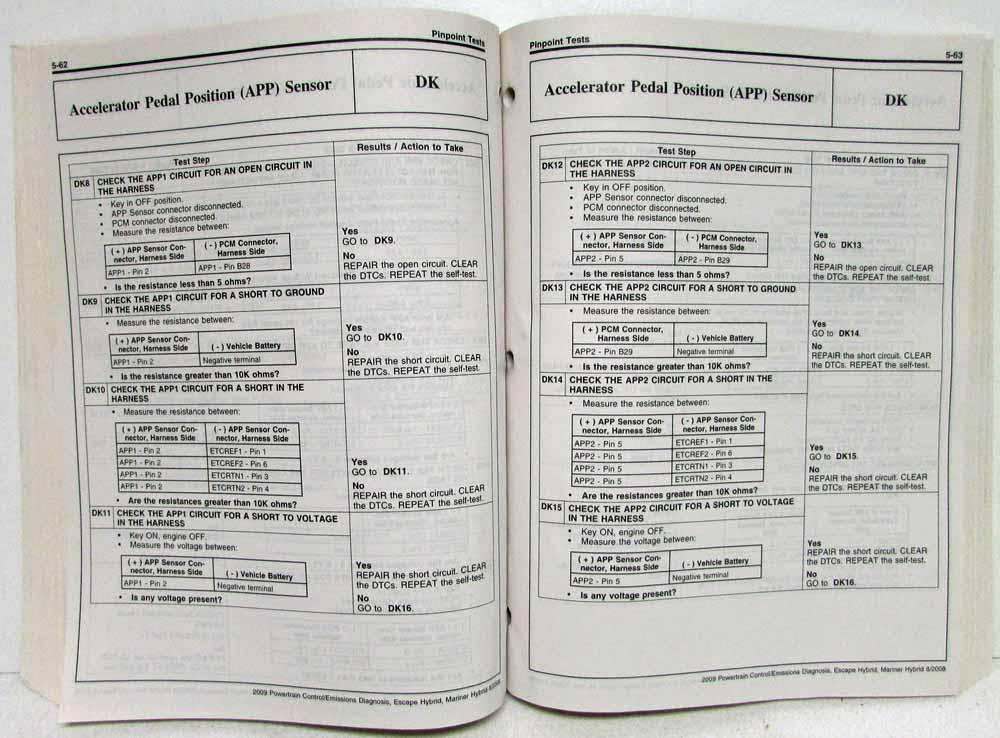 Pinpoint Tests
5-62
Accelerator Pedal Position (APP) Sensor
DK
Test Step
Results / Action to Take
DK8
CHECK THE APP1 CIRCUIT FOR AN OPEN CIRCUIT IN
THE HARNESS
• Key in OFF position.
• APP Sensor connector disconnected.
• PCM connector disconnected.
• Measure the resistance between:
( + ) APP Sensor Con-
nector, Harness Side
( - ) PCM Connector,
Harness Side
APP1 - Pin 2
APP1 - Pin B28
• Is the resistance less than 5 ohms?
Yes
GO to DK9.
No
REPAIR the open circuit. CLEAR
the DTCs. REPEAT the self-test.
DK9
CHECK THE APP1 CIRCUIT FOR A SHORT TO GROUND
IN THE HARNESS
• Measure the resistance between:
( + ) APP Sensor Con-
nector, Harness Side
( - ) Vehicle Battery
APP1 - Pin 2
Negative terminal
• Is the resistance greater than 10K ohms?
Yes
GO to DK10.
No
REPAIR the short circuit. CLEAR
the DTCs. REPEAT the self-test.
DK10
CHECK THE APP1 CIRCUIT FOR A SHORT IN THE
HARNESS
• Measure the resistance between:
( + ) APP Sensor Con-
nector, Harness Side
( - ) APP Sensor Con-
nector, Harness Side
APP1 - Pin 2
ETCREF1 - Pin 1
APP1 - Pin 2
ETCREF2 - Pin 6
APP1 - Pin 2
ETCRTN1 - Pin 3
APP1 - Pin 2
ETCRTN2 - Pin 4
• Are the resistances greater than 10K ohms?
Yes
GO to DK11.
No
REPAIR the short circuit. CLEAR
the DTCs. REPEAT the self-test.
DK11
CHECK THE APP1 CIRCUIT FOR A SHORT TO VOLTAGE
IN THE HARNESS
• Key ON, engine OFF.
• Measure the voltage between:
( + ) APP Sensor Con-
nector, Harness Side
( - ) Vehicle Battery
APP1 - Pin 2
Negative terminal
• Is any voltage present?
Yes
REPAIR the short circuit. CLEAR
the DTCs. REPEAT the self-test.
No
GO to DK16.
2009 Powertrain Control/Emissions Diagnosis, Escape Hybrid, Mariner Hybrid 8/2008
Pinpoint Tests
5-63
Accelerator Pedal Position (APP) Sensor
DK
Test Step
Results / Action to Take
DK12
CHECK THE APP2 CIRCUIT FOR AN OPEN CIRCUIT IN
THE HARNESS
• Key in OFF position.
• APP Sensor connector disconnected.
• PCM connector disconnected.
• Measure the resistance between:
( + ) APP Sensor Con-
nector, Harness Side
( - ) PCM Connector,
Harness Side
APP2 - Pin 5
APP2 - Pin B29
• Is the resistance less than 5 ohms?
Yes
GO to DK13.
No
REPAIR the open circuit. CLEAR
the DTCs. REPEAT the self-test.
DK13
CHECK THE APP2 CIRCUIT FOR A SHORT TO GROUND
IN THE HARNESS
• Measure the resistance between:
( + ) PCM Connector,
Harness Side
( - ) Vehicle Battery
APP2 - Pin B29
Negative terminal
• Is the resistance greater than 10K ohms?
Yes
GO to DK14.
No
REPAIR the short circuit. CLEAR
the DTCs. REPEAT the self-test.
DK14
CHECK THE APP2 CIRCUIT FOR A SHORT IN THE
HARNESS
• Measure the resistance between:
( + ) APP Sensor Con-
nector, Harness Side
( - ) APP Sensor Con-
nector, Harness Side
APP2 - Pin 5
ETCREF1 - Pin 1
APP2 - Pin 5
ETCREF2 - Pin 6
APP2 - Pin 5
ETCRTN1 - Pin 3
APP2 - Pin 5
ETCRTN2 - Pin 4
• Are the resistances greater than 10K ohms?
Yes
GO to DK15.
No
REPAIR the short circuit. CLEAR
the DTCs. REPEAT the self-test.
DK15
CHECK THE APP2 CIRCUIT FOR A SHORT TO VOLTAGE
IN THE HARNESS
• Key ON, engine OFF.
• Measure the voltage between:
( + ) APP Sensor Con-
nector, Harness Side
( - ) Vehicle Battery
APP2 - Pin 5
Negative terminal
• Is any voltage present?
Yes
REPAIR the short circuit. CLEAR
the DTCs. REPEAT the self-test.
No
GO to DK16.
2009 Powertrain Control/Emissions Diagnosis, Escape Hybrid, Mariner Hybrid 8/2008